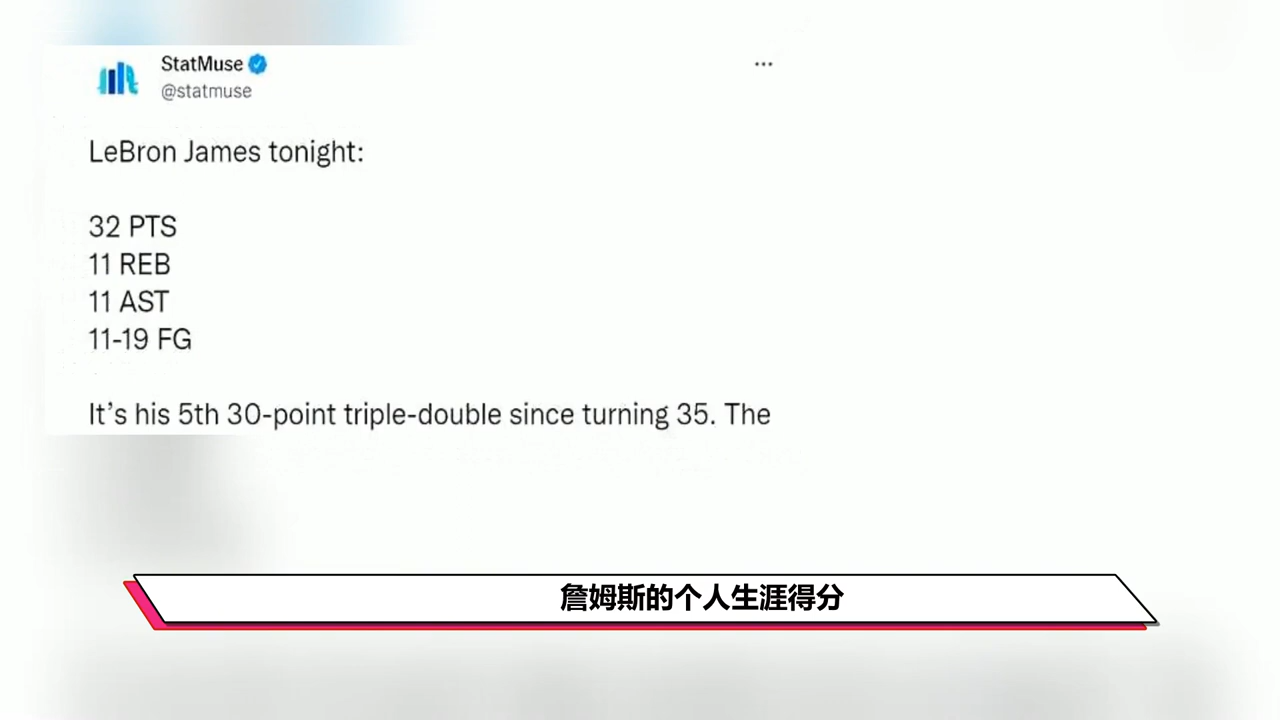 StatMuse
@statmuse
LeBron James tonight:
32 PTS
11 REB
11 AST
11-19 FG
It’s his 5th 30-point triple-double since turning 35. The
詹姆斯的个人生涯得分